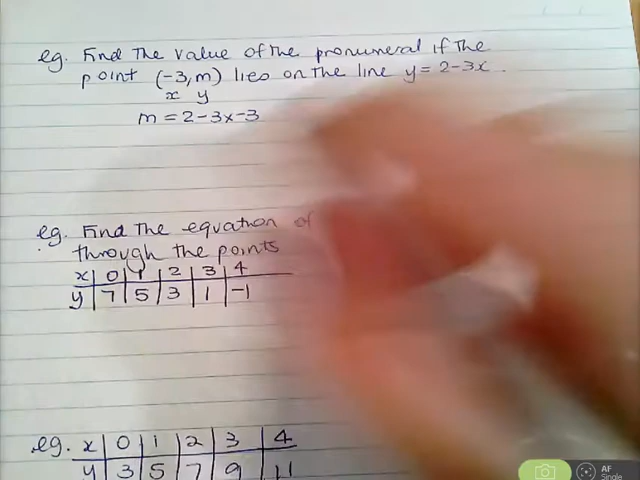 eg. Find the value of the pronumeral if the
point (-3, m) lies on the line y = 2-3x.
x y
m = 2-3x-3
eg. Find the equation of
through the points
x 0 1 2 3 4
y 7 5 3 1 -1
eg. x 0 1 2 3 4
y 3 5 7 9 11
AF
Single